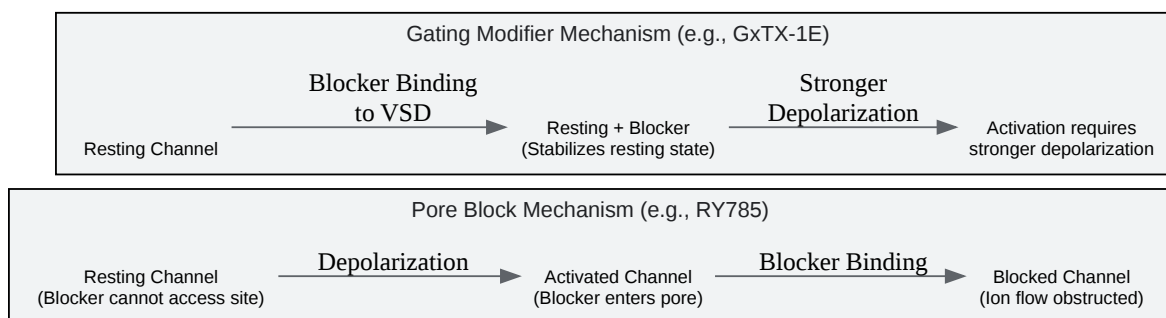 Gating Modifier Mechanism (e.g., GxTX-1E)
Blocker Binding
to VSD
Stronger
Depolarization
Resting Channel
Resting + Blocker
(Stabilizes resting state)
Activation requires
stronger depolarization
Pore Block Mechanism (e.g., RY785)
Depolarization
Blocker Binding
Resting Channel
(Blocker cannot access site)
Activated Channel
(Blocker enters pore)
Blocked Channel
(Ion flow obstructed)